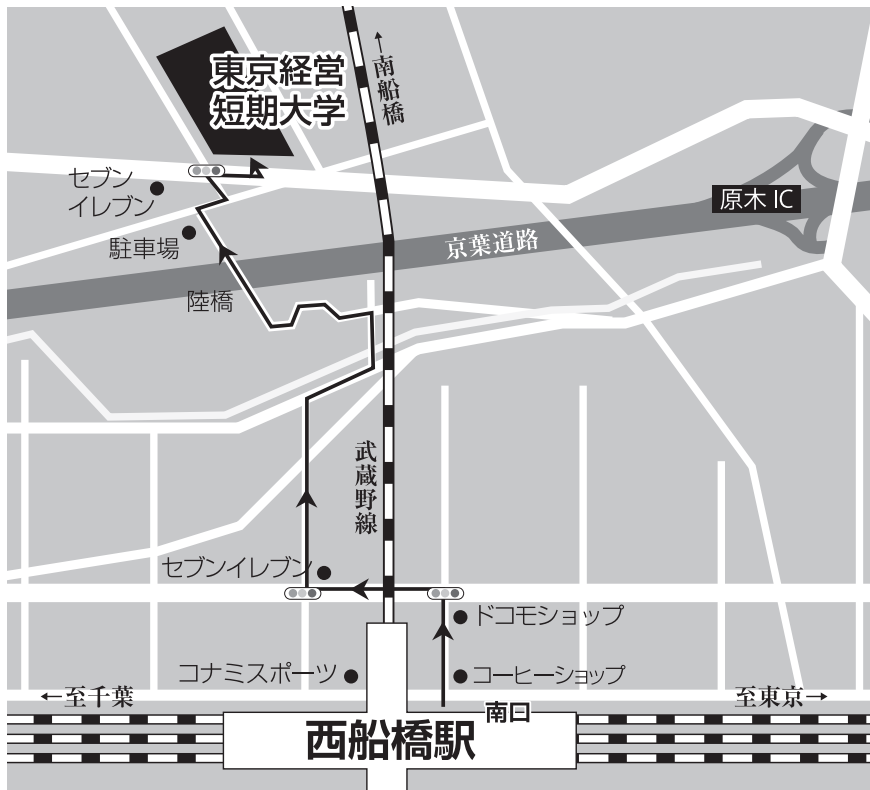 東京経営
短期大学
↑南船橋
セブン
イレブン
駐車場
陸橋
原木 IC
京葉道路
武蔵野線
セブンイレブン
ドコモショップ
コナミスポーツ
コーヒーショップ
←至千葉
至東京→
南口
西船橋駅